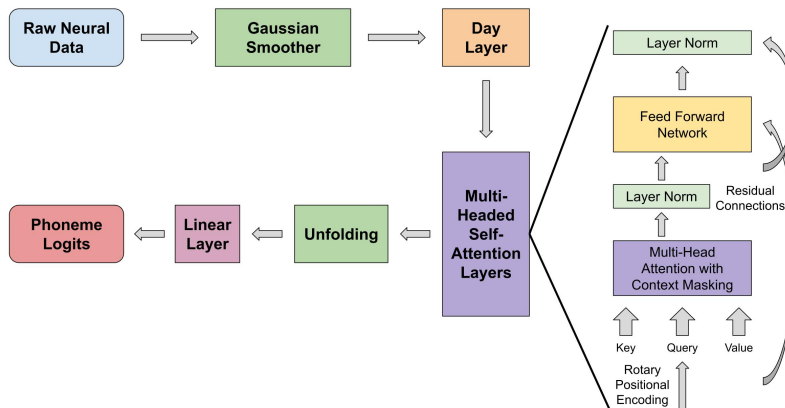 Raw Neural
Data
Gaussian
Smoother
Day
Layer
Multi-
Headed
Self-
Attention
Layers
Unfolding
Linear
Layer
Phoneme
Logits
Layer Norm
Feed Forward
Network
Layer Norm
Residual
Connections
Multi-Head
Attention with
Context Masking
Key
Query
Value
Rotary
Positional
Encoding